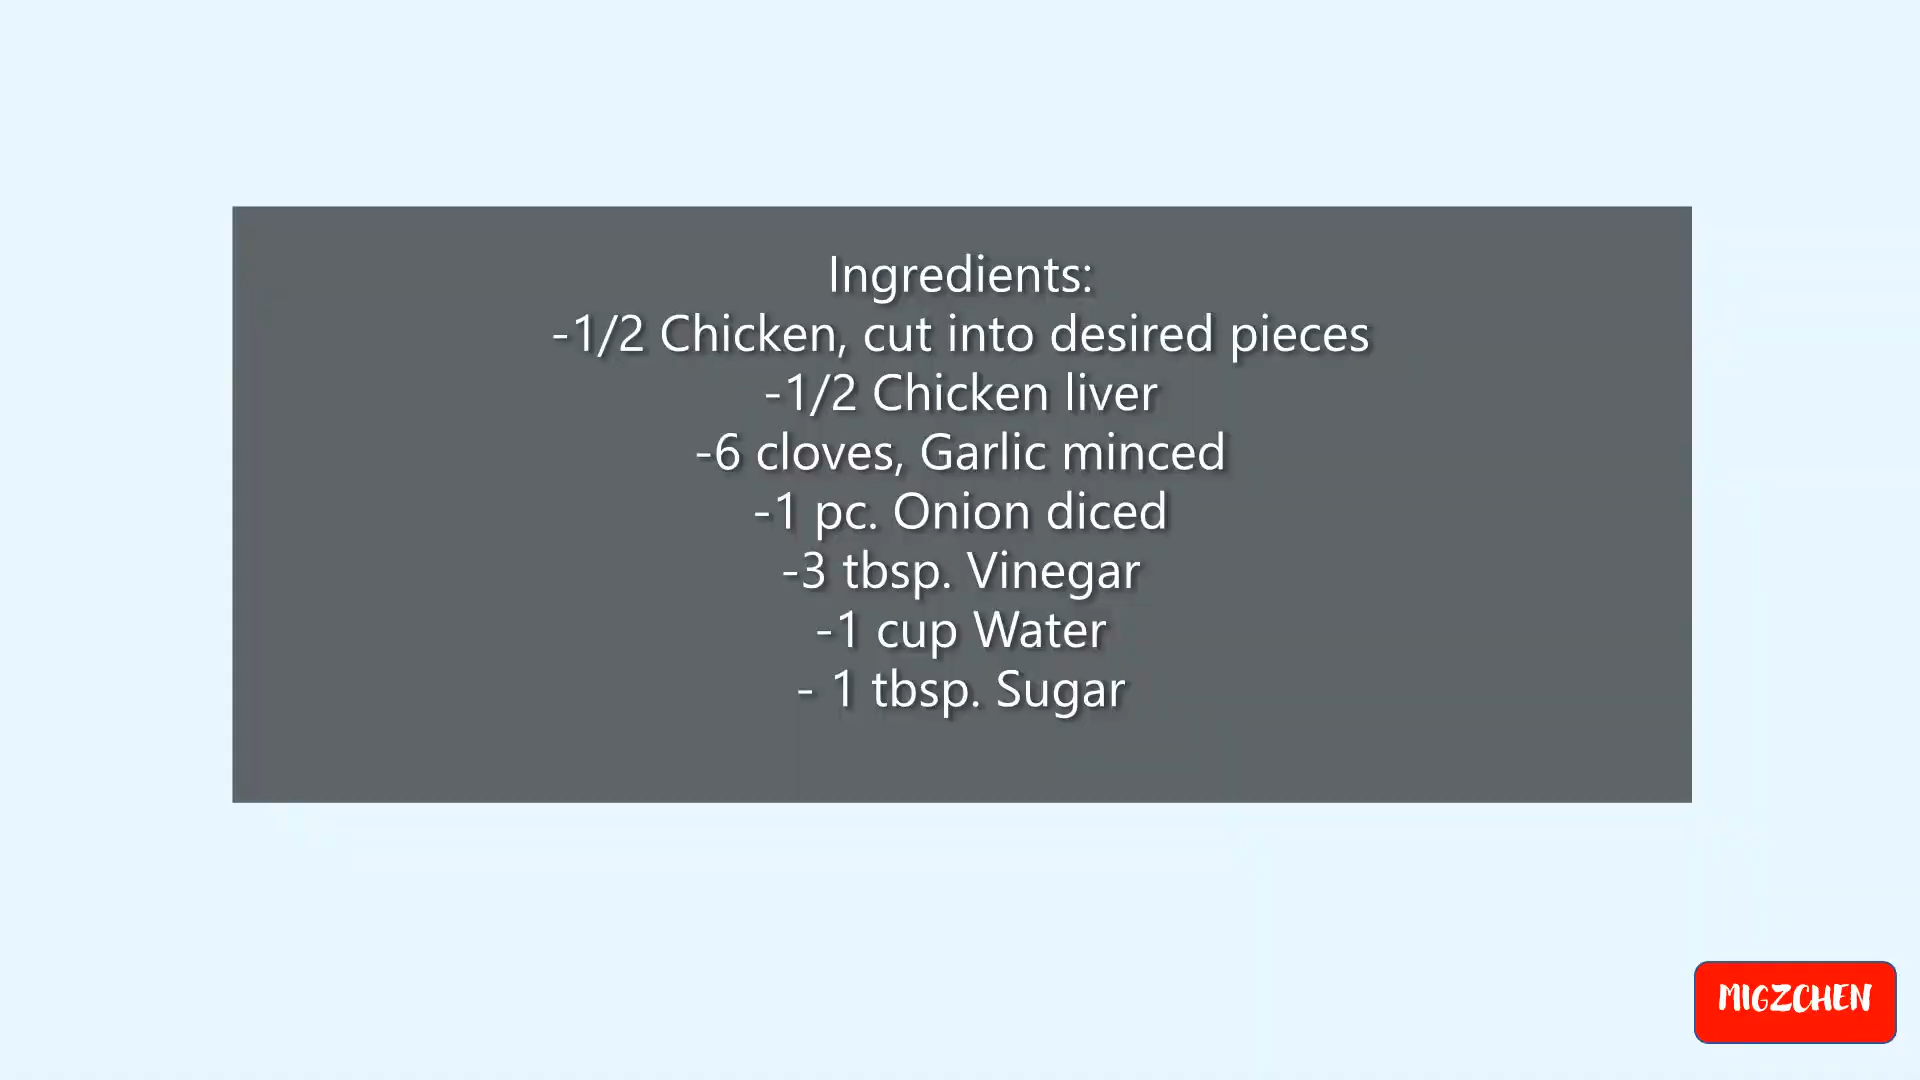 Ingredients:
-1/2 Chicken, cut into desired pieces
-1/2 Chicken liver
-6 cloves, Garlic minced
-1 pc. Onion diced
-3 tbsp. Vinegar
-1 cup Water
- 1 tbsp. Sugar
MIGZCHEN